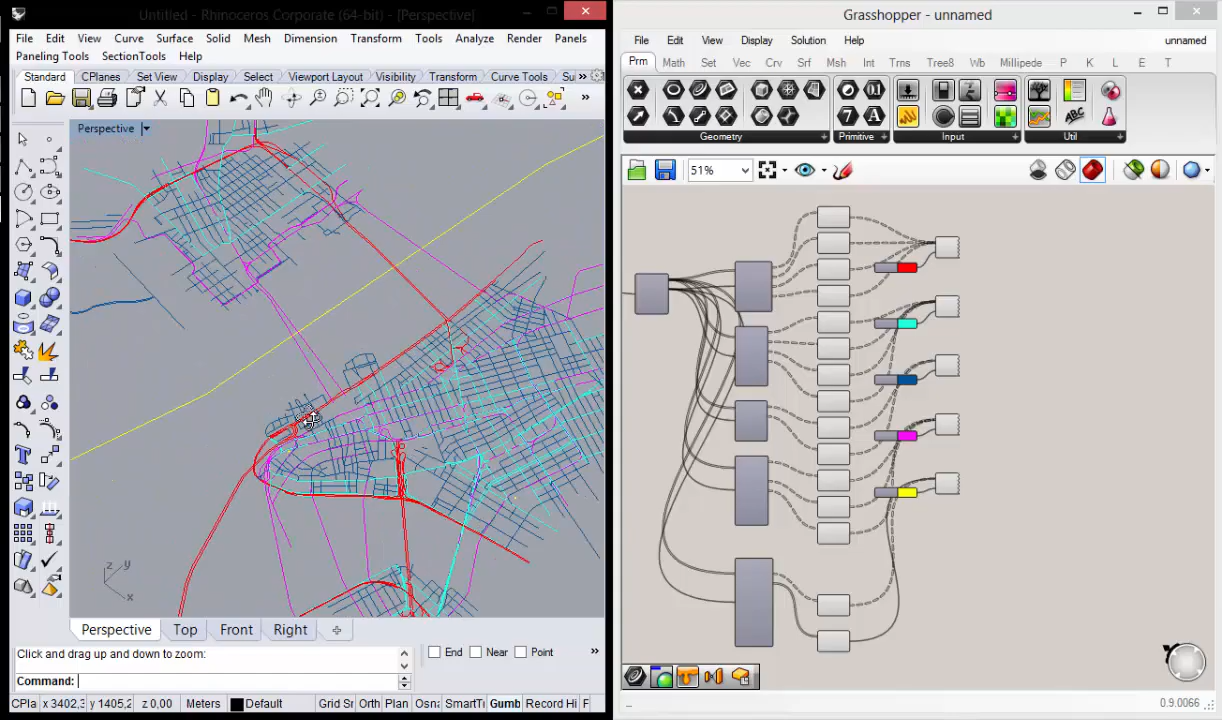 Untitled - Rhinoceros Corporate (64-bit) - [Perspective]
File Edit View Curve Surface Solid Mesh Dimension Transform Tools Analyze Render Panels
Paneling Tools SectionTools Help
Standard CPlanes Set View Display Select Viewport Layout Visibility Transform Curve Tools Su »
»
Perspective
z y
x
Perspective Top Front Right
Click and drag up and down to zoom:
Command:
End Near Point »
CPla x 3402,3 y 1405,2 z 0,00 Meters Default Grid Sr Orth Plan Osna SmartTr Gumb Record Hi F
Grasshopper - unnamed
File Edit View Display Solution Help unnamed
Prm Math Set Vec Crv Srf Msh Int Trns Tree8 Wb Millipede P K L E T
Geometry Primitive Input Util
51%
0.9.0066